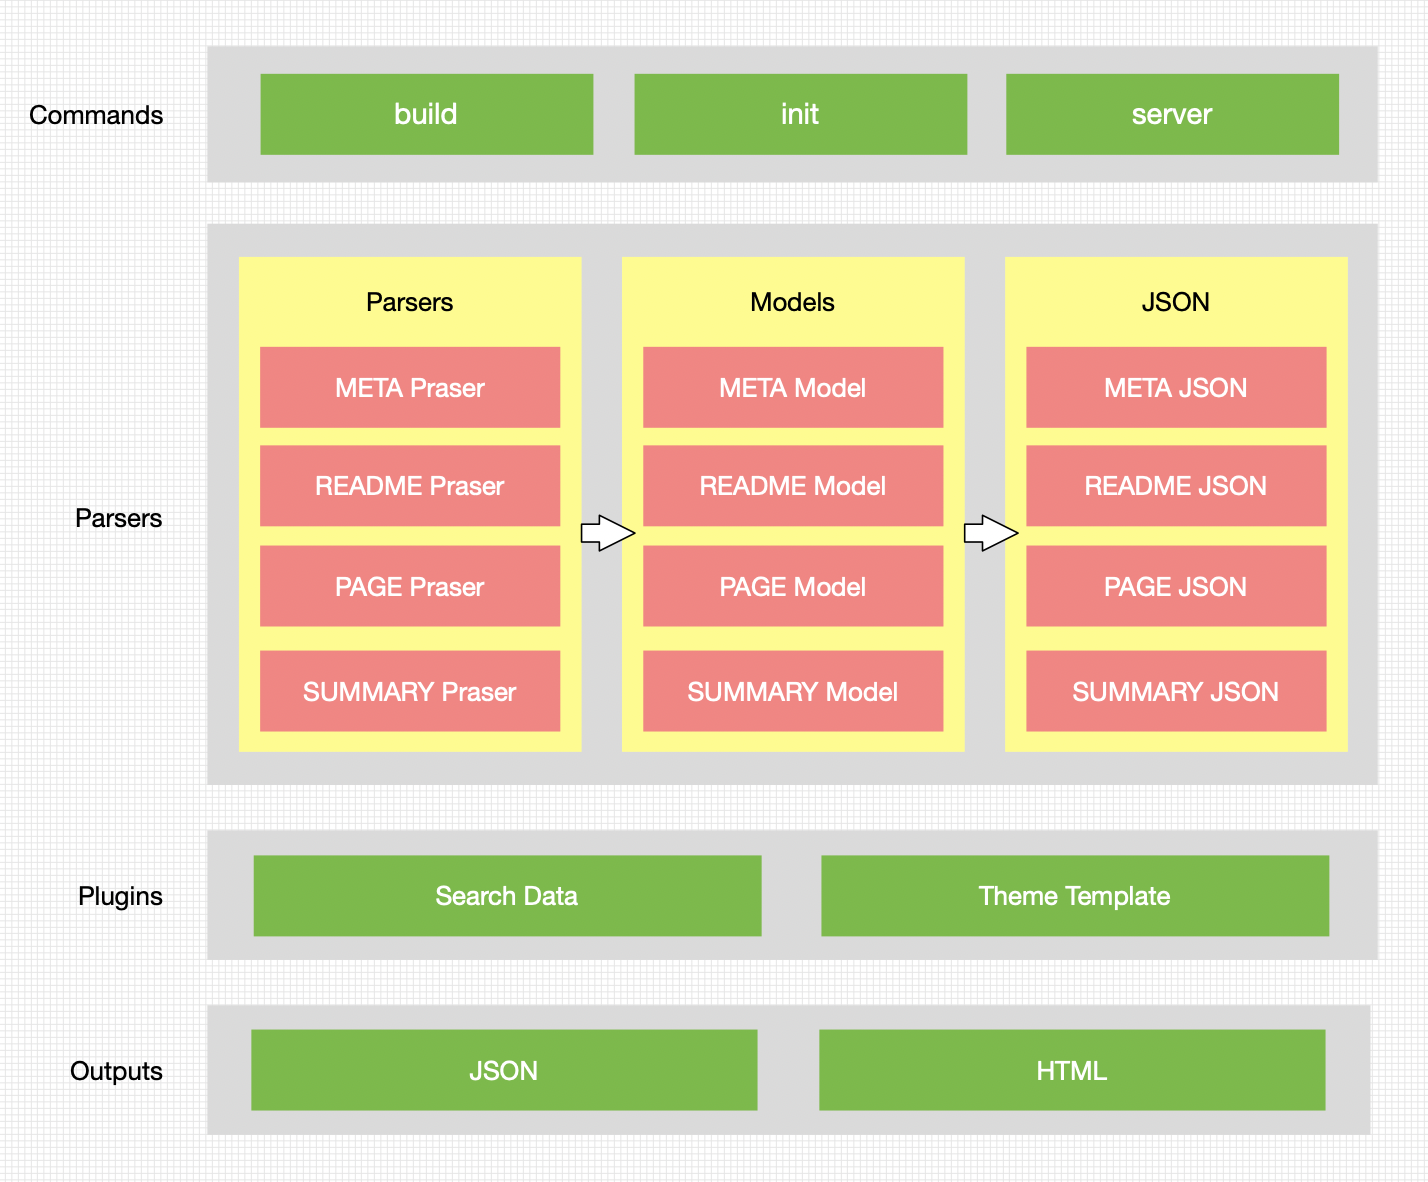 Commands
build
init
server
Parsers
Parsers
META Praser
README Praser
PAGE Praser
SUMMARY Praser
Models
META Model
README Model
PAGE Model
SUMMARY Model
JSON
META JSON
README JSON
PAGE JSON
SUMMARY JSON
Plugins
Search Data
Theme Template
Outputs
JSON
HTML